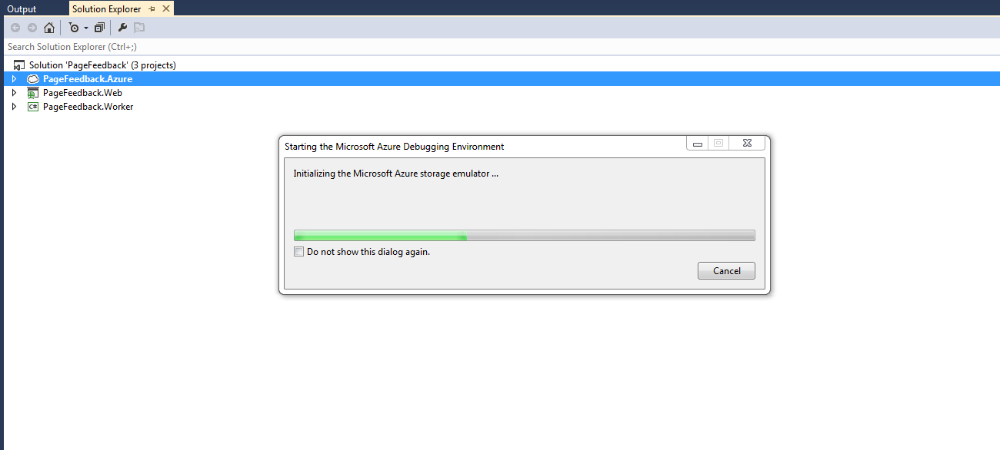 Output
Solution Explorer
Search Solution Explorer (Ctrl+;)
Solution 'PageFeedback' (3 projects)
PageFeedback.Azure
PageFeedback.Web
C# PageFeedback.Worker
Starting the Microsoft Azure Debugging Environment
Initializing the Microsoft Azure storage emulator ...
Do not show this dialog again.
Cancel